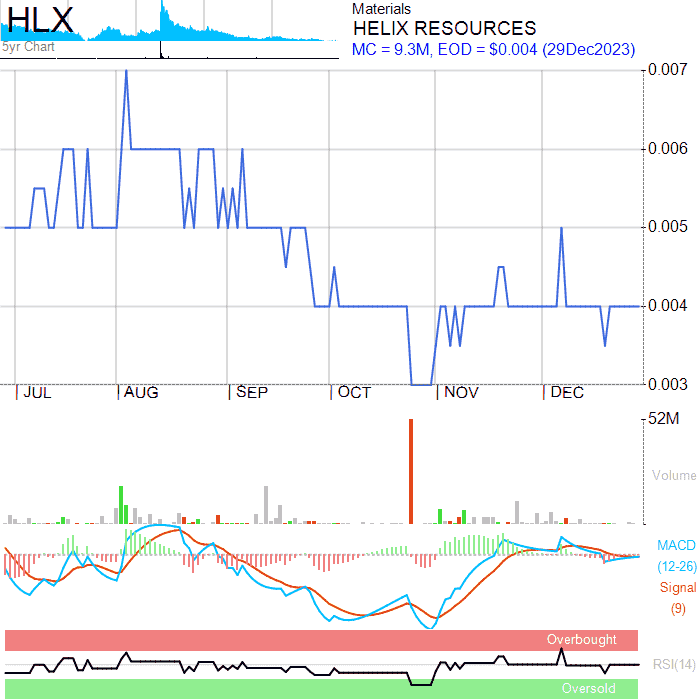 HLX
5yr Chart
Materials
HELIX RESOURCES
MC = 9.3M, EOD = $0.004 (29Dec2023)
0.007
0.006
0.005
0.004
0.003
JUL AUG SEP OCT NOV DEC
52M
Volume
MACD
(12-26)
Signal
(9)
Overbought
RSI(14)
Oversold